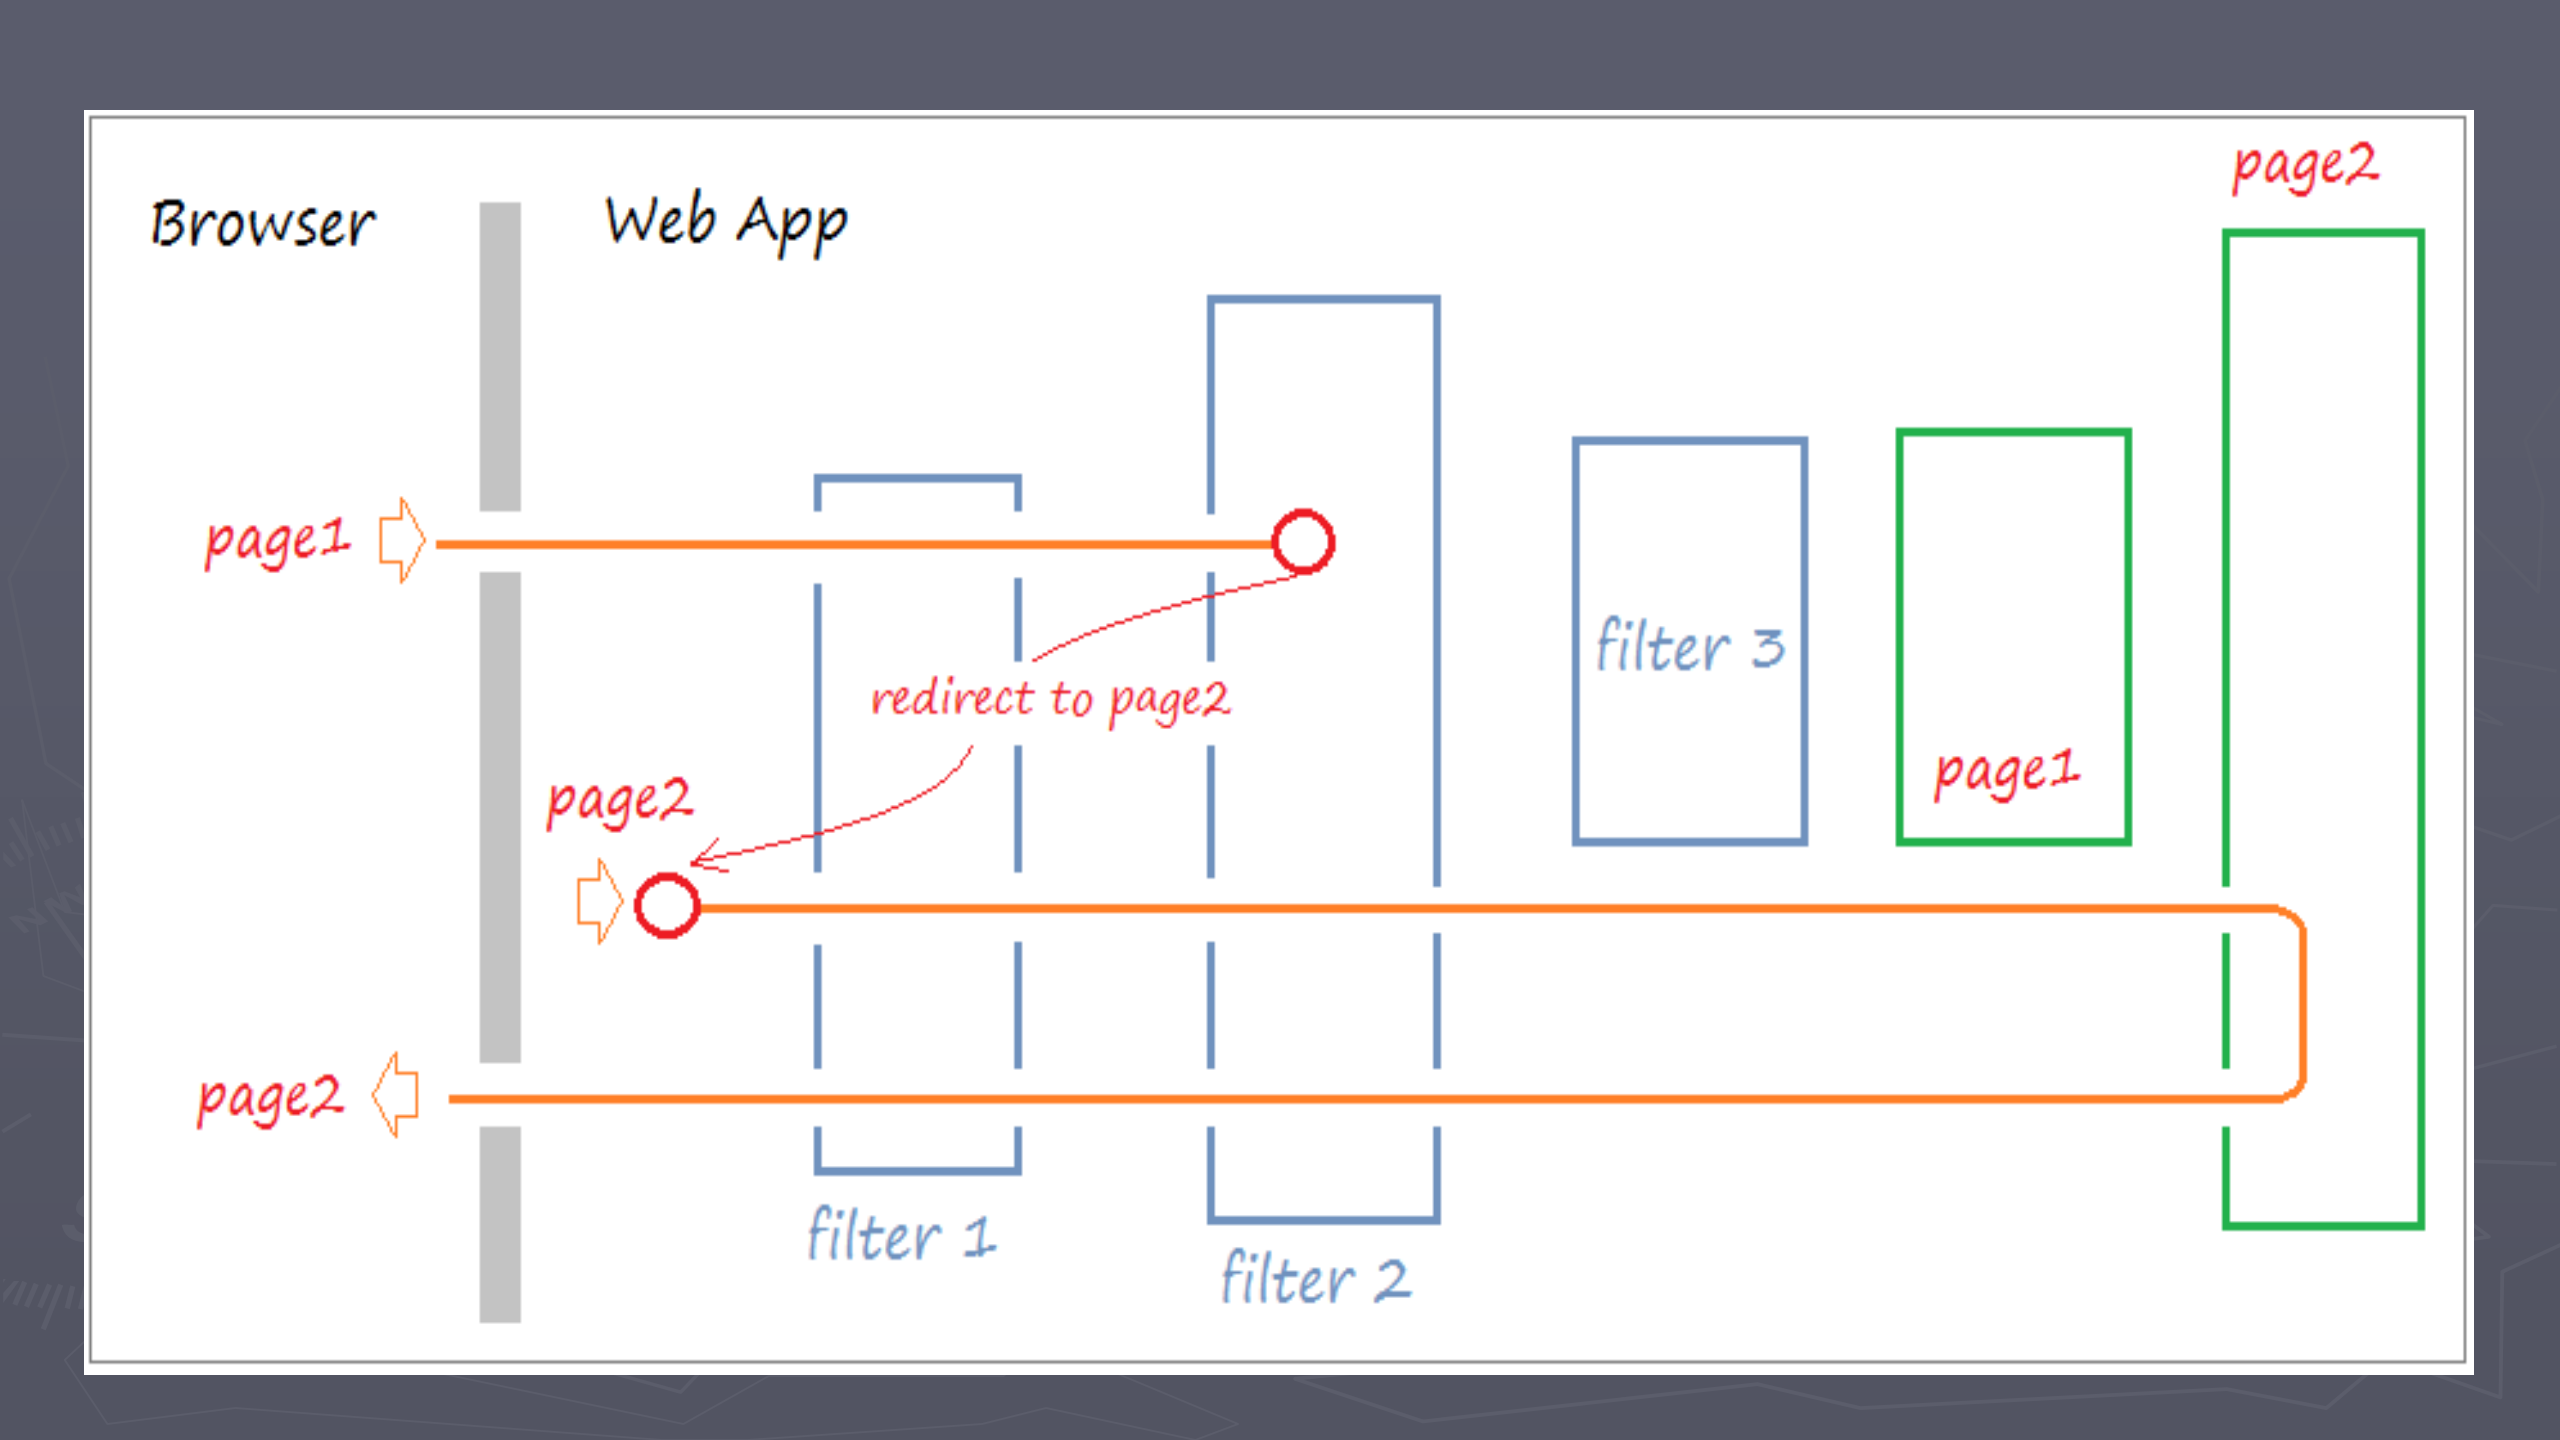 page2
Browser
Web App
page1
filter 3
redirect to page2
page1
page2
page2
filter 1
filter 2